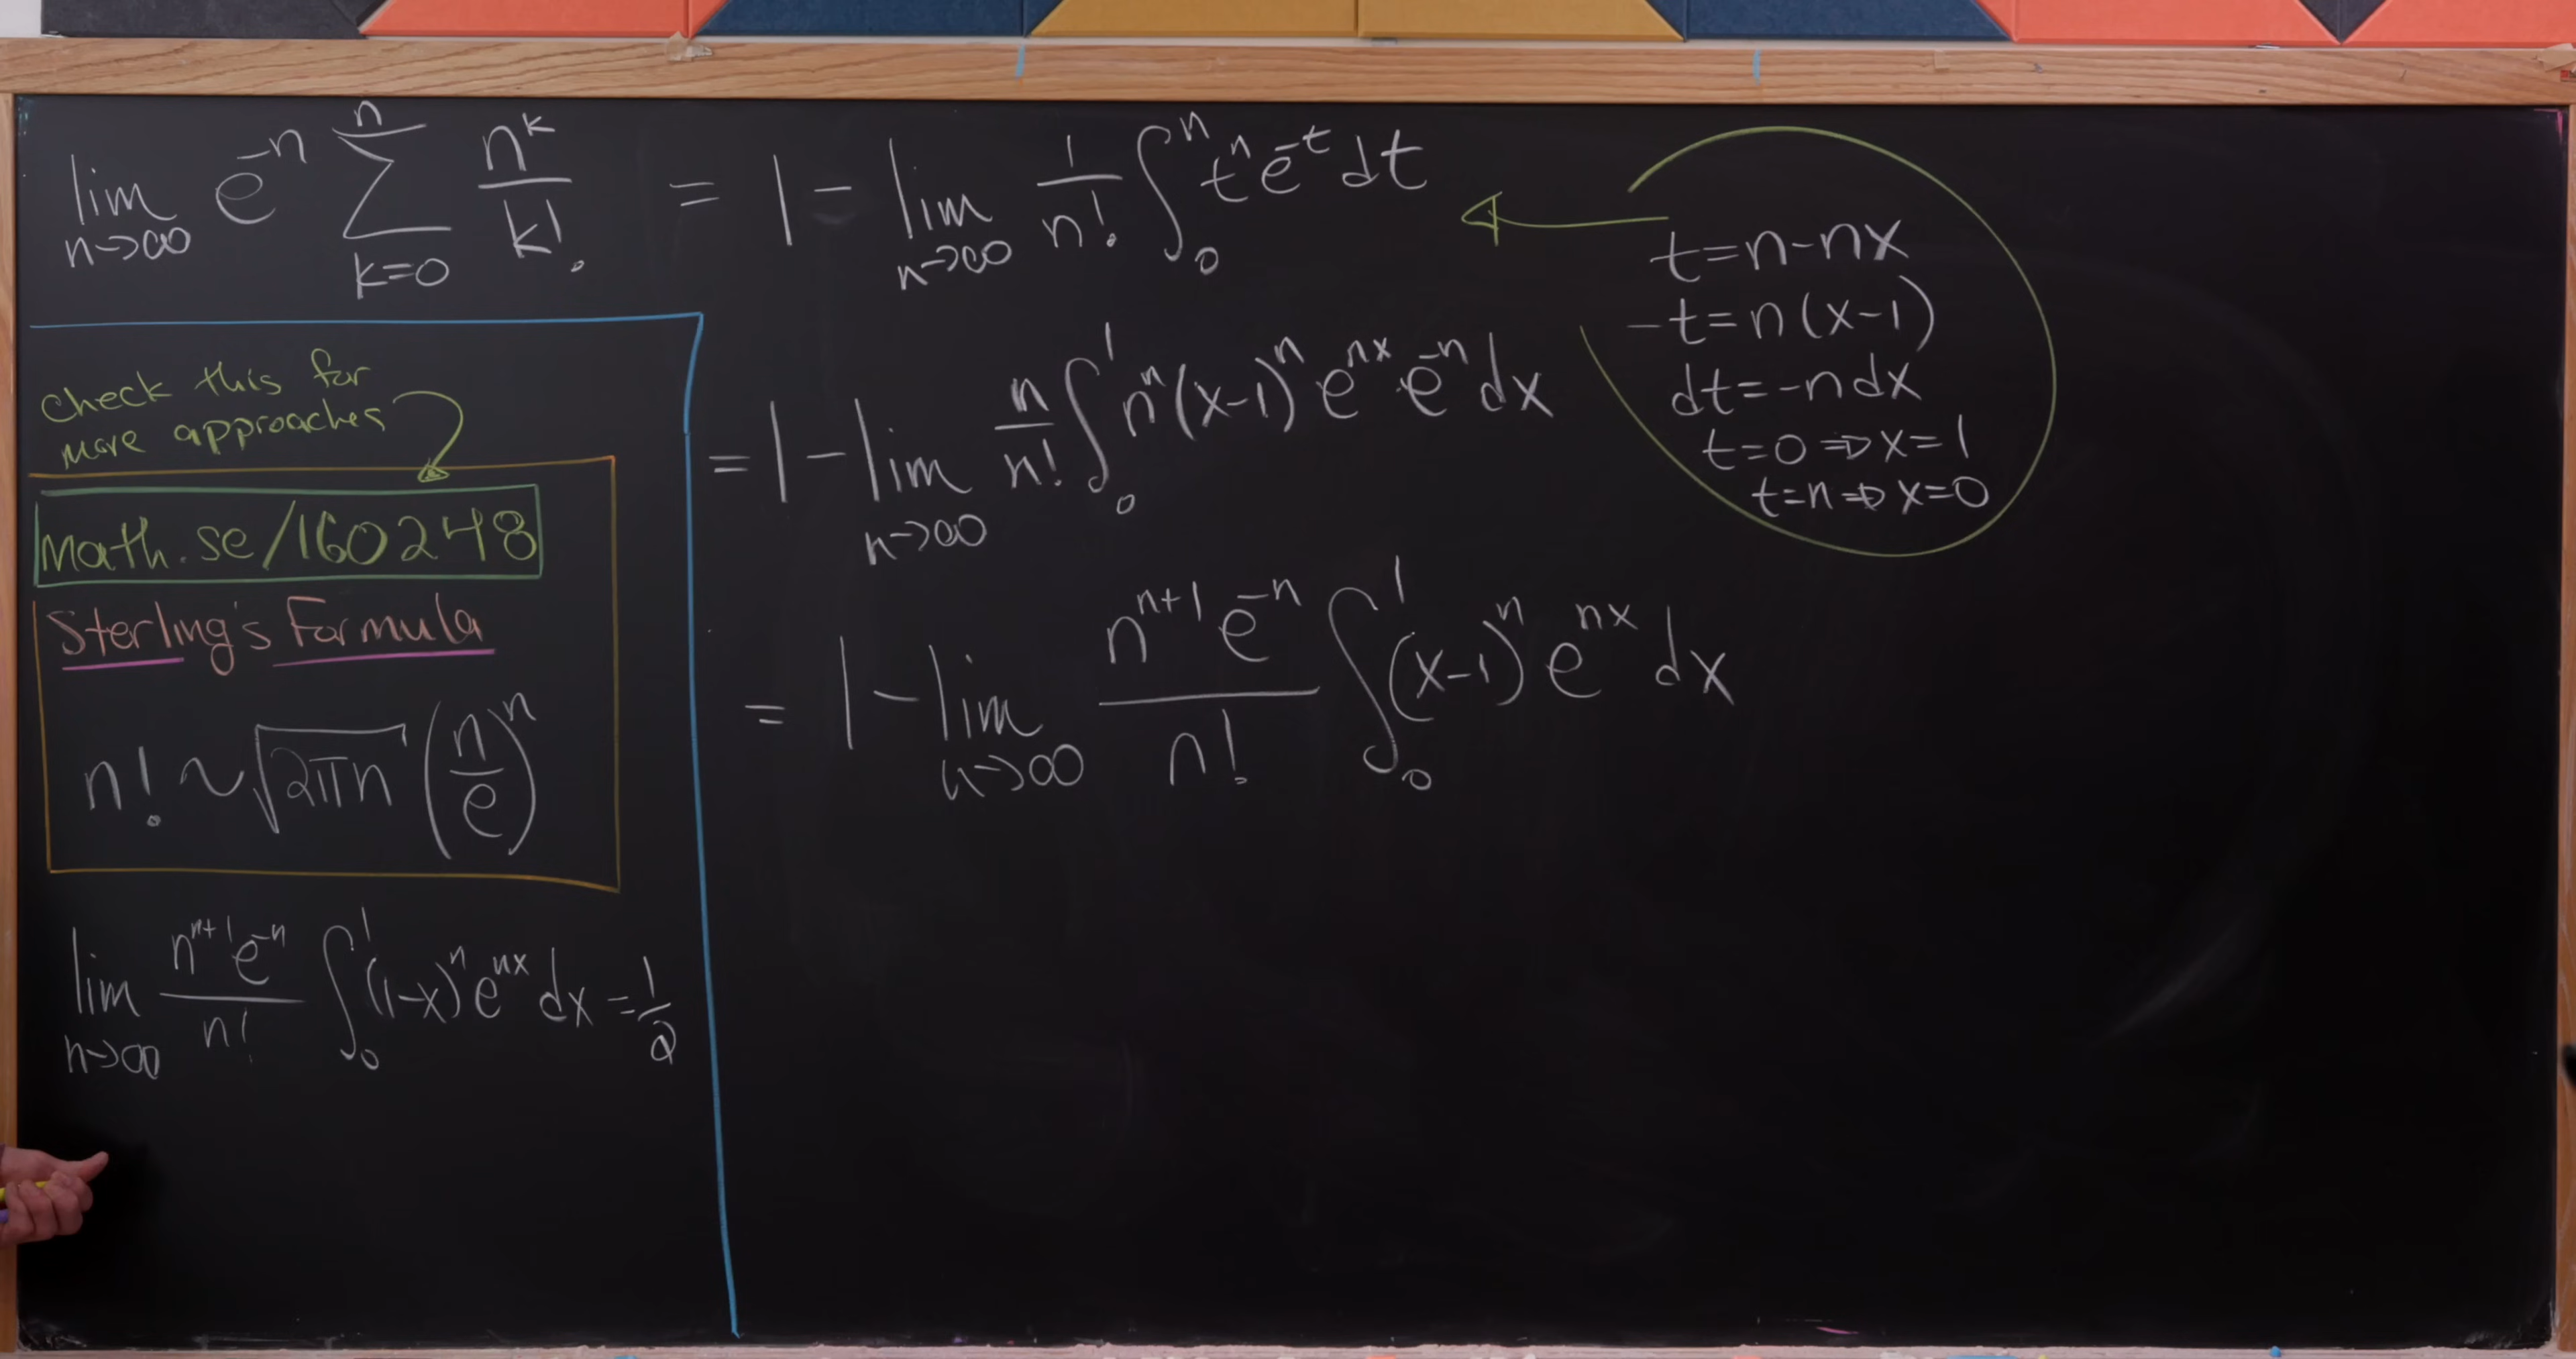 lim n→∞ e^{-n} ∑_{k=0}^{n} n^k/k! = 1 - lim n→∞ 1/n! ∫_0^n t^n e^{-t} dt
t=n-nx
-t=n(x-1)
dt=-ndx
t=0⇒x=1
t=n⇒x=0
= 1 - lim n→∞ n/n! ∫_0^1 n^n (x-1)^n e^{nx} e^{-n} dx
= 1 - lim n→∞ n^{n+1} e^{-n}/n! ∫_0^1 (x-1)^n e^{nx} dx
check this for
more approaches
math.se/160248
Sterling's Formula
n! ~ √(2πn) (n/e)^n
lim n→∞ n^{n+1} e^{-n}/n! ∫_0^1 (1-x)^n e^{nx} dx = 1/2